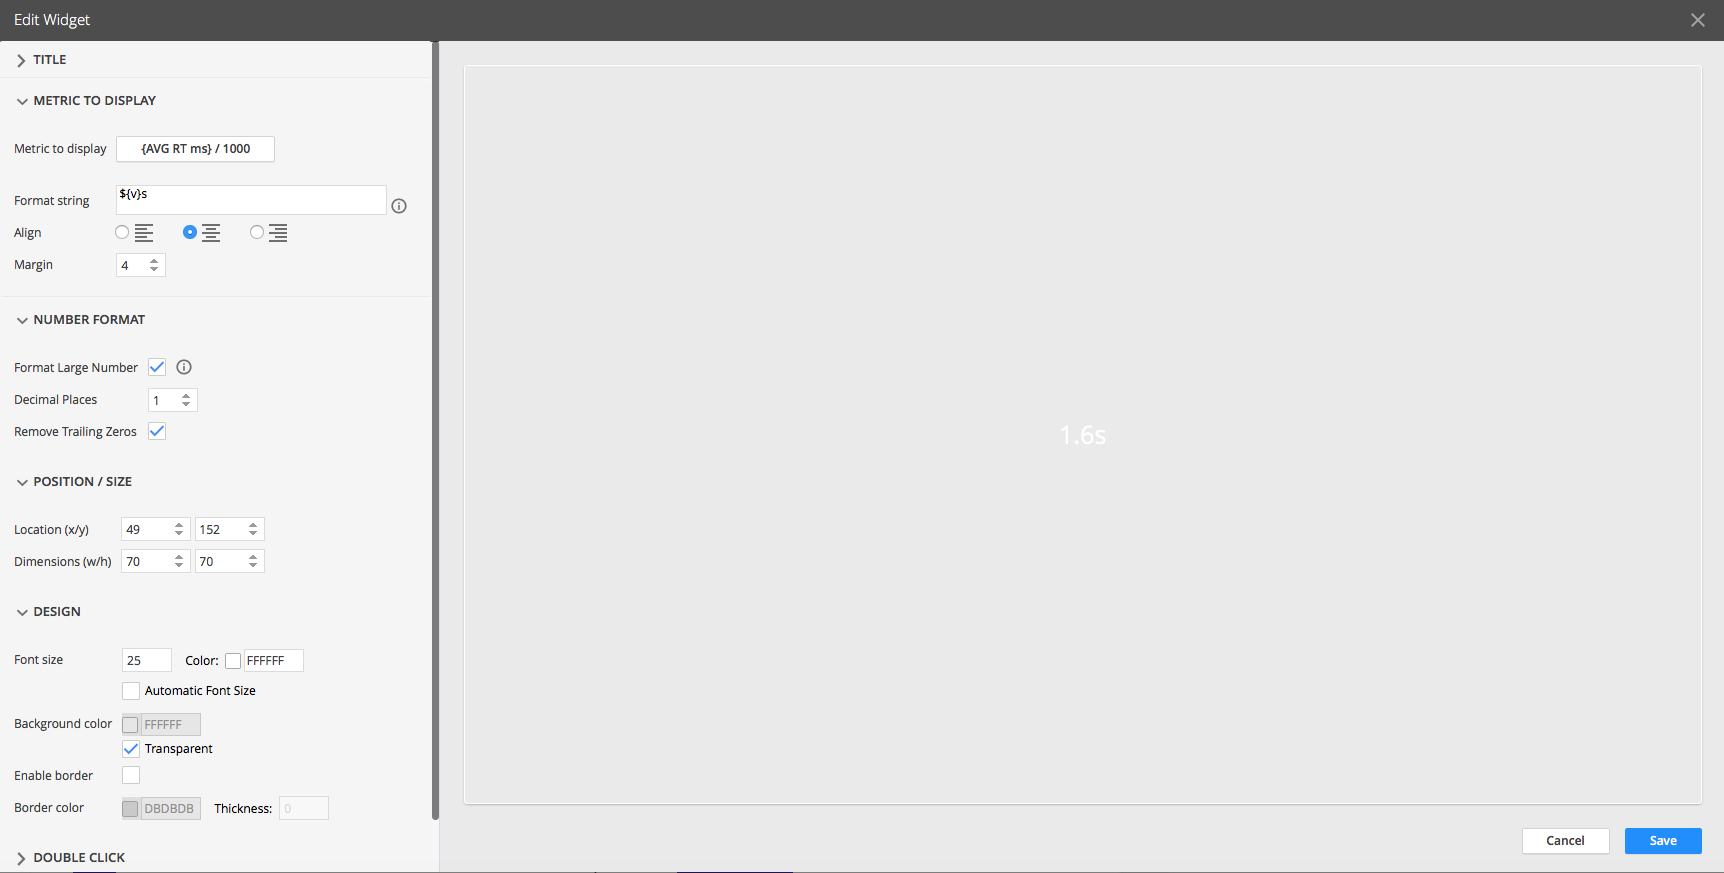 Edit Widget
TITLE
METRIC TO DISPLAY
Metric to display {AVG RT ms} / 1000
Format string ${v}s
Align
Margin 4
NUMBER FORMAT
Format Large Number
Decimal Places 1
Remove Trailing Zeros
POSITION / SIZE
Location (x/y) 49 152
Dimensions (w/h) 70 70
DESIGN
Font size 25 Color: FFFFFF
Automatic Font Size
Background color FFFFFF
Transparent
Enable border
Border color DBDBDB Thickness: 0
DOUBLE CLICK
1.6s
Cancel Save